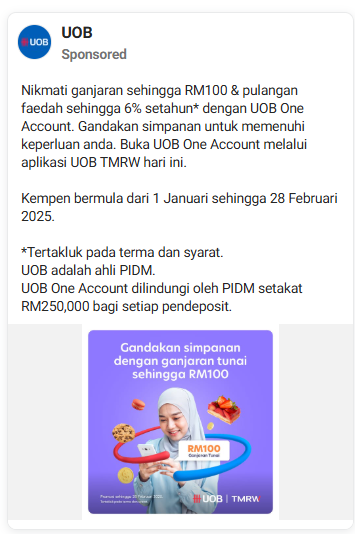 UOB
UOB
Sponsored
Nikmati ganjaran sehingga RM100 & pulangan
faedah sehingga 6% setahun* dengan UOB One
Account. Gandakan simpanan untuk memenuhi
keperluan anda. Buka UOB One Account melalui
aplikasi UOB TMRW hari ini.
Kempen bermula dari 1 Januari sehingga 28 Februari
2025.
*Tertakluk pada terma dan syarat.
UOB adalah ahli PIDM.
UOB One Account dilindungi oleh PIDM setakat
RM250,000 bagi setiap pendeposit.
Gandakan simpanan
dengan ganjaran tunai
sehingga RM100
RM100
Ganjaran Tunai
UOB | TMRW